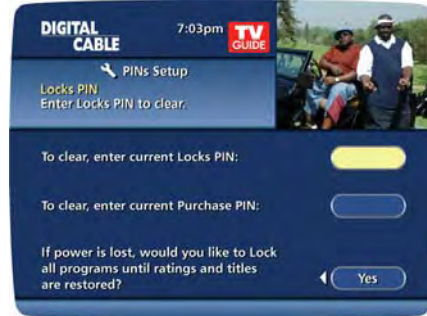 DIGITAL
CABLE
7:03pm
TV
GUIDE
PINs Setup
Locks PIN
Enter Locks PIN to clear.
To clear, enter current Locks PIN:
To clear, enter current Purchase PIN:
If power is lost, would you like to Lock
all programs until ratings and titles
are restored?
Yes